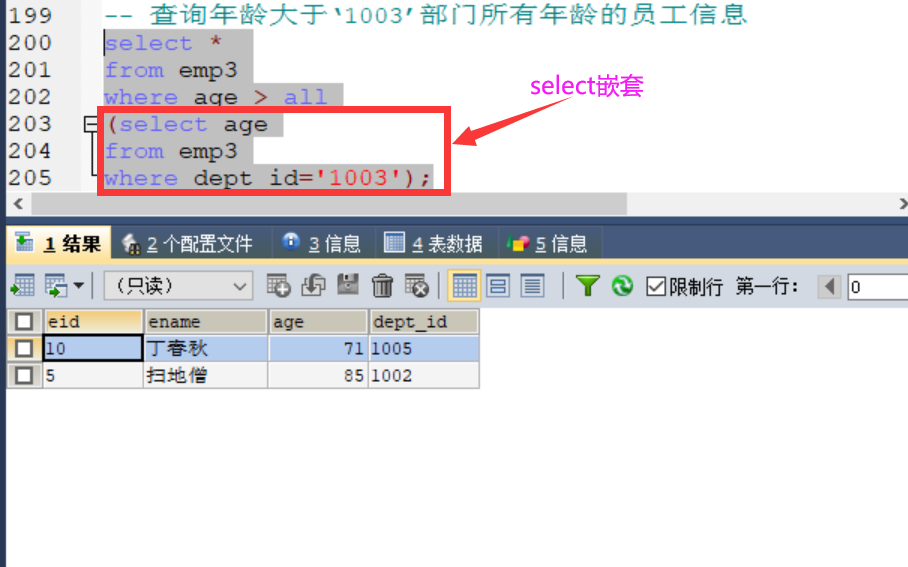 199 -- 查询年龄大于‘1003’部门所有年龄的员工信息
200 select *
201 from emp3
202 where age > all
203 (select age
204 from emp3
205 where dept_id='1003');
select嵌套
1 结果 2 个配置文件 3 信息 4 表数据 5 信息
(只读) 限制行 第一行: 0
eid ename age dept_id
10 丁春秋 71 1005
5 扫地僧 85 1002